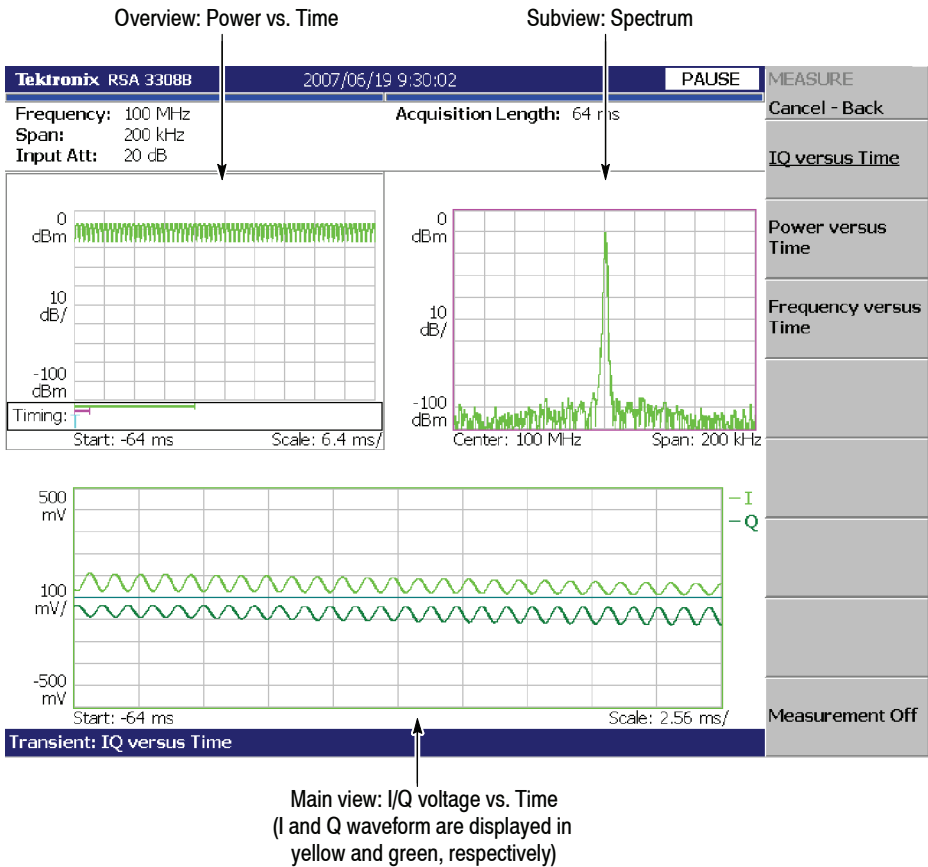 Overview: Power vs. Time
Subview: Spectrum
Tektronix RSA 3308B 2007/06/19 9:30:02 PAUSE
MEASURE
Cancel - Back
Frequency: 100 MHz
Acquisition Length: 64 ms
Span: 200 kHz
Input Att: 20 dB
IQ versus Time
Power versus
Time
Frequency versus
Time
0
dBm
10
dB/
-100
dBm
Timing:
Start: -64 ms Scale: 6.4 ms/
0
dBm
10
dB/
-100
dBm
Center: 100 MHz Span: 200 kHz
500
mV
100
mV/
-500
mV
I
Q
Start: -64 ms Scale: 2.56 ms/
Measurement Off
Transient: IQ versus Time
Main view: I/Q voltage vs. Time
(I and Q waveform are displayed in
yellow and green, respectively)